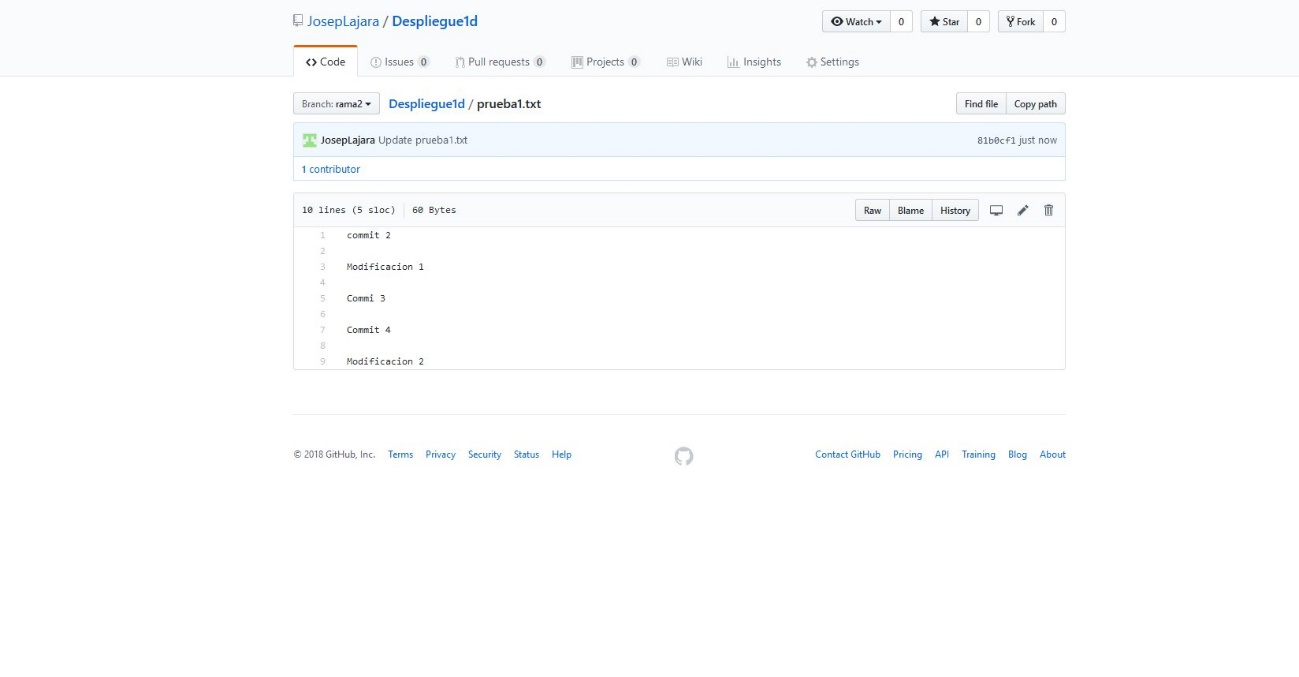 JosepLajara / Despliegue1d
Watch 0 Star 0 Fork 0
Code Issues 0 Pull requests 0 Projects 0 Wiki Insights Settings
Branch: rama2 Despliegue1d / prueba1.txt Find file Copy path
JosepLajara Update prueba1.txt 81b0cf1 just now
1 contributor
10 lines (5 sloc) 60 Bytes Raw Blame History
1 commit 2
2
3 Modificacion 1
4
5 Commi 3
6
7 Commit 4
8
9 Modificacion 2
© 2018 GitHub, Inc. Terms Privacy Security Status Help Contact GitHub Pricing API Training Blog About